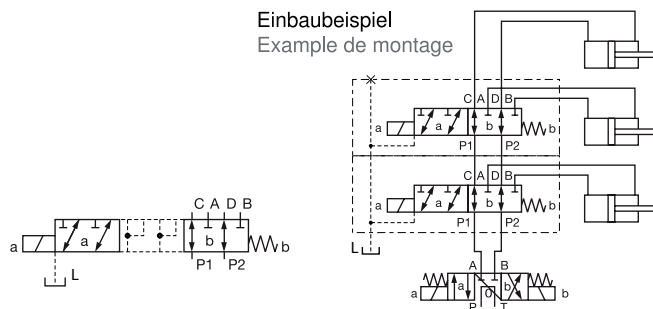 Einbaubeispiel
Example de montage
C A D B
a a b b
P1 P2
C A D B
a a b b
P1 P2
L
A B
a a 0 b b
P T
C A D B
a a b b
P1 P2
L